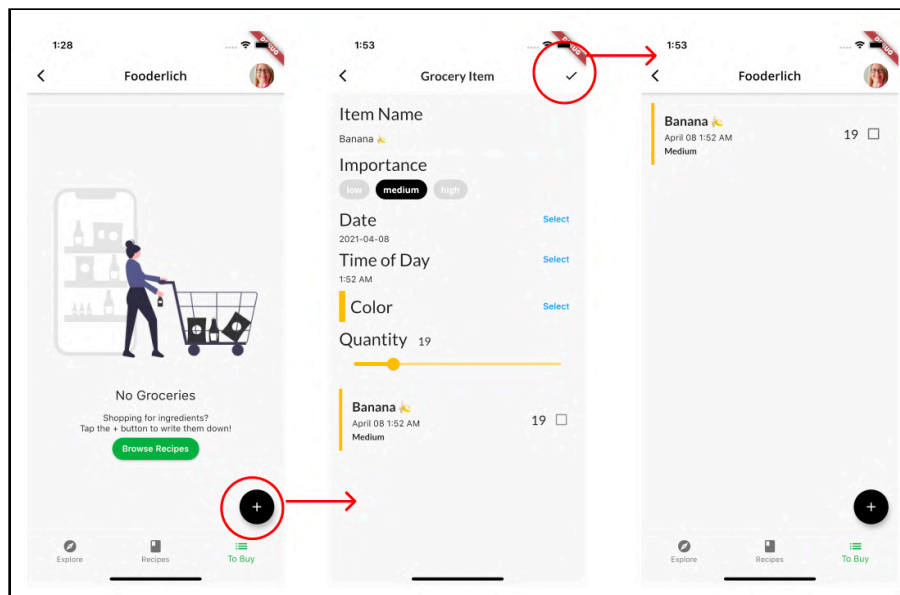 1:28
DEBUG
Fooderlich
No Groceries
Shopping for ingredients?
Tap the + button to write them down!
Browse Recipes
+
Explore
Recipes
To Buy
1:53
DEBUG
Grocery Item
Item Name
Banana 🍌
Importance
low medium high
Date Select
2021-04-08
Time of Day Select
1:52 AM
Color Select
Quantity 19
Banana 🍌
April 08 1:52 AM
Medium
19
1:53
DEBUG
Fooderlich
Banana 🍌
April 08 1:52 AM
Medium
19
+
Explore
Recipes
To Buy